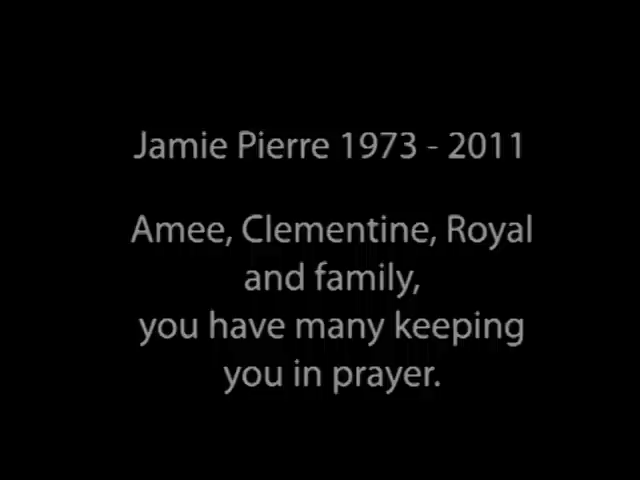 Jamie Pierre 1973 - 2011
Amee, Clementine, Royal
and family,
you have many keeping
you in prayer.